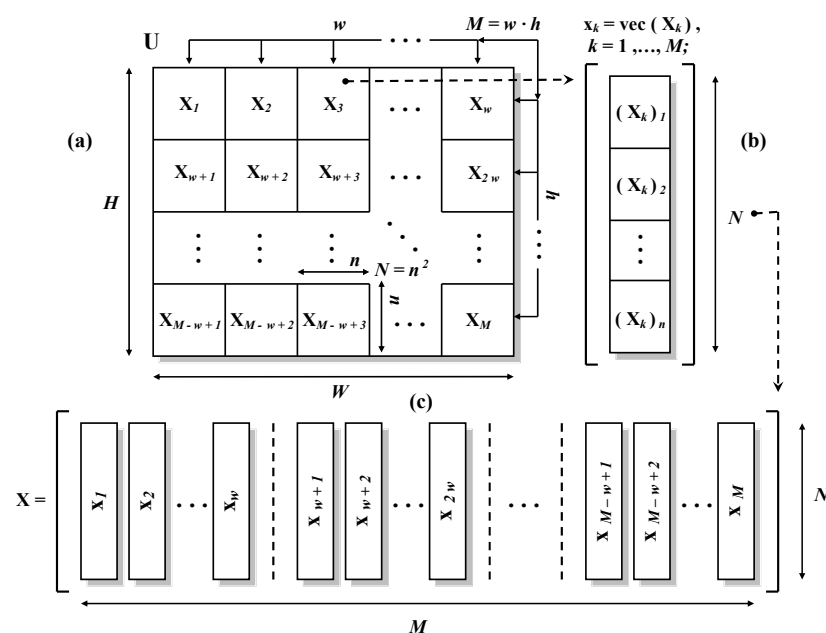 U w · · · M = w · h x_k = vec ( X_k ) ,
k = 1 ,…, M;
(a) X_1 X_2 X_3 · · · X_w ( X_k )_1 (b)
X_{w+1} X_{w+2} X_{w+3} · · · X_{2w} ( X_k )_2
H h N
⋮ ⋮ ⋮ ⋱ ⋮ ⋮ ⋮
n N = n^2
n
X_{M-w+1} X_{M-w+2} X_{M-w+3} · · · X_M ( X_k )_n
W
(c)
X = x_1 x_2 · · · x_w x_{w+1} x_{w+2} · · · x_{2w} · · · x_{M-w+1} x_{M-w+2} · · · x_M N
M